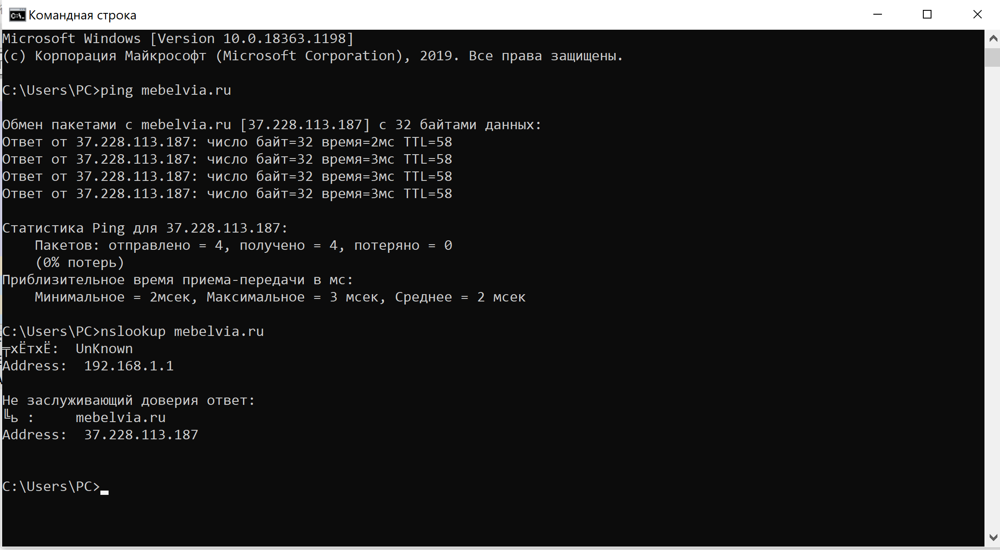 Командная строка
Microsoft Windows [Version 10.0.18363.1198]
(c) Корпорация Майкрософт (Microsoft Corporation), 2019. Все права защищены.
C:\Users\PC>ping mebelvia.ru
Обмен пакетами с mebelvia.ru [37.228.113.187] с 32 байтами данных:
Ответ от 37.228.113.187: число байт=32 время=2мс TTL=58
Ответ от 37.228.113.187: число байт=32 время=3мс TTL=58
Ответ от 37.228.113.187: число байт=32 время=3мс TTL=58
Ответ от 37.228.113.187: число байт=32 время=3мс TTL=58
Статистика Ping для 37.228.113.187:
Пакетов: отправлено = 4, получено = 4, потеряно = 0
(0% потерь)
Приблизительное время приема-передачи в мс:
Минимальное = 2мсек, Максимальное = 3 мсек, Среднее = 2 мсек
C:\Users\PC>nslookup mebelvia.ru
╤хЁтхЁ:  UnKnown
Address:  192.168.1.1
Не заслуживающий доверия ответ:
╚ь :     mebelvia.ru
Address:  37.228.113.187
C:\Users\PC>